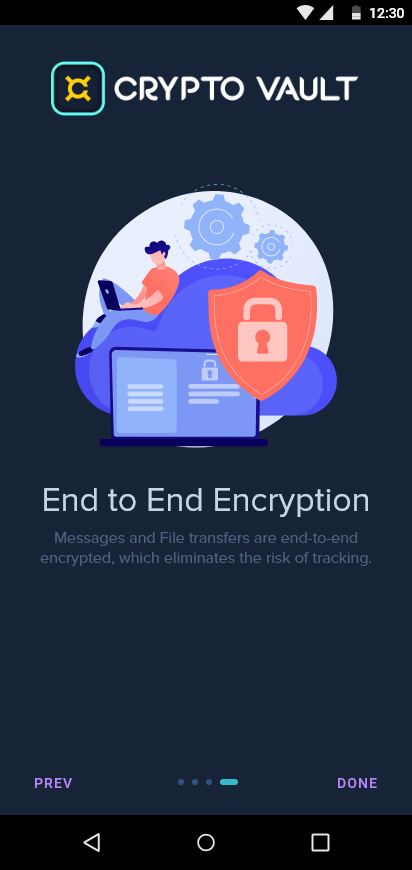 12:30
CRYPTO VAULT
End to End Encryption
Messages and File transfers are end-to-end
encrypted, which eliminates the risk of tracking.
PREV
DONE